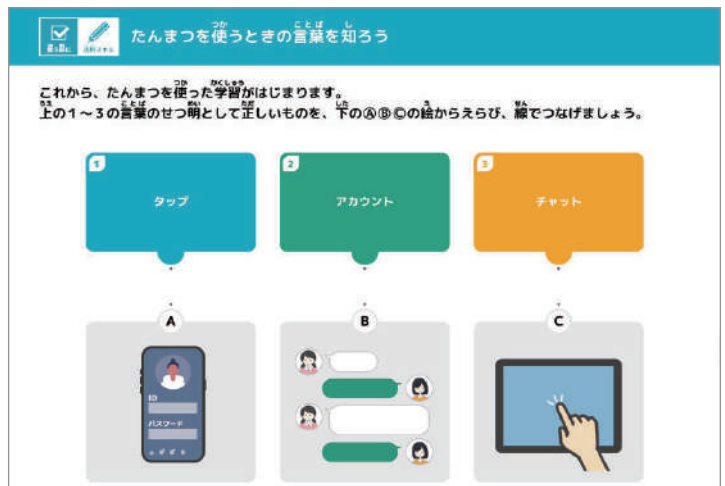 たんまつを使うときの言葉を知ろう
これから、たんまつを使った学習がはじまります。
上の1〜3の言葉のせつ明として正しいものを、下のⒶⒷⒸの絵からえらび、線でつなげましょう。
1
2
3
タップ
アカウント
チャット
A
B
C
ID
パスワード